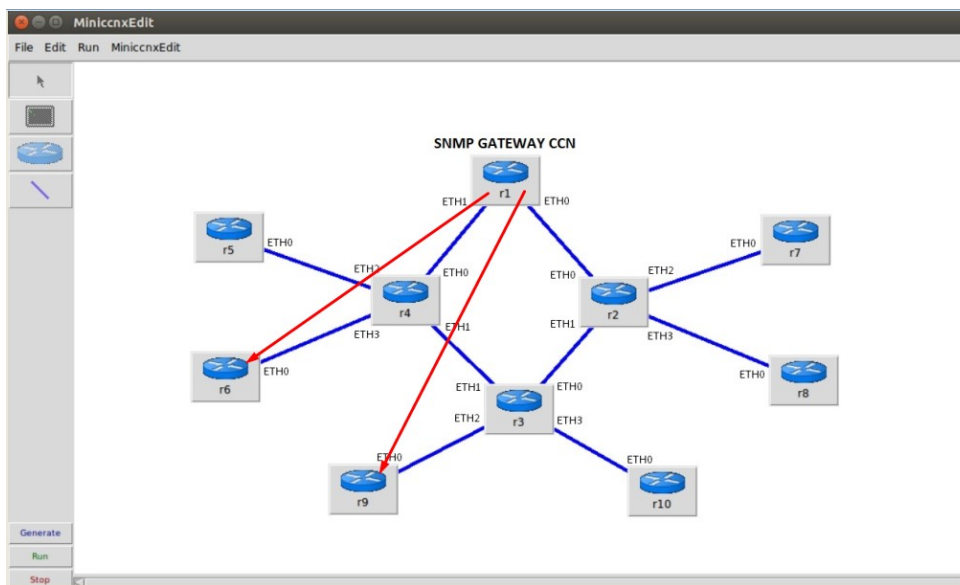 MiniccnxEdit
File Edit Run MiniccnxEdit
SNMP GATEWAY CCN
r1
ETH1
ETH0
r5
ETH0
r7
ETH0
ETH2
ETH0
r4
ETH3
ETH1
ETH0
ETH2
r2
ETH1
ETH3
r6
ETH0
r8
ETH0
ETH1
ETH0
r3
ETH2
ETH3
ETH0
r9
ETH0
r10
Generate
Run
Stop